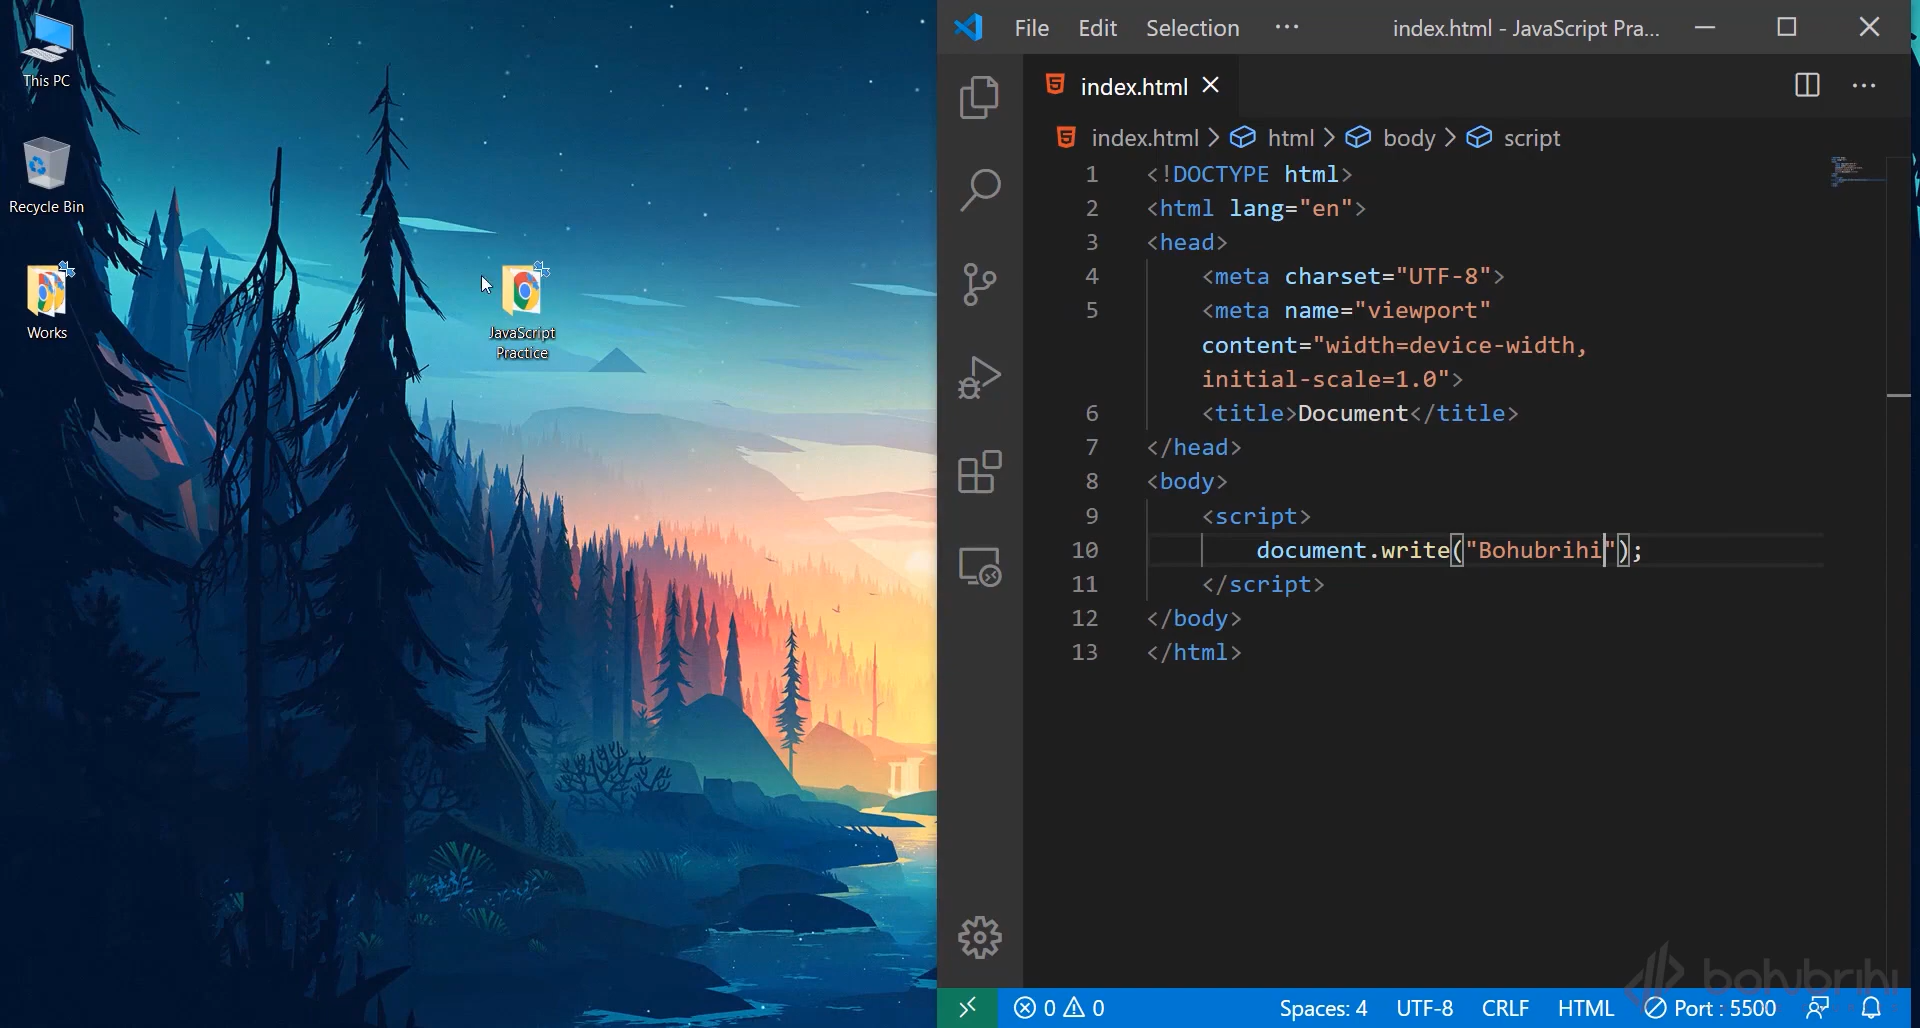 This PC
Recycle Bin
Works
JavaScript
Practice
File Edit Selection ··· index.html - JavaScript Pra...
index.html
index.html > html > body > script
1 <!DOCTYPE html>
2 <html lang="en">
3 <head>
4 <meta charset="UTF-8">
5 <meta name="viewport"
content="width=device-width,
initial-scale=1.0">
6 <title>Document</title>
7 </head>
8 <body>
9 <script>
10 document.write("Bohubrihi");
11 </script>
12 </body>
13 </html>
bohubrihi
0 0 Spaces: 4 UTF-8 CRLF HTML Port : 5500